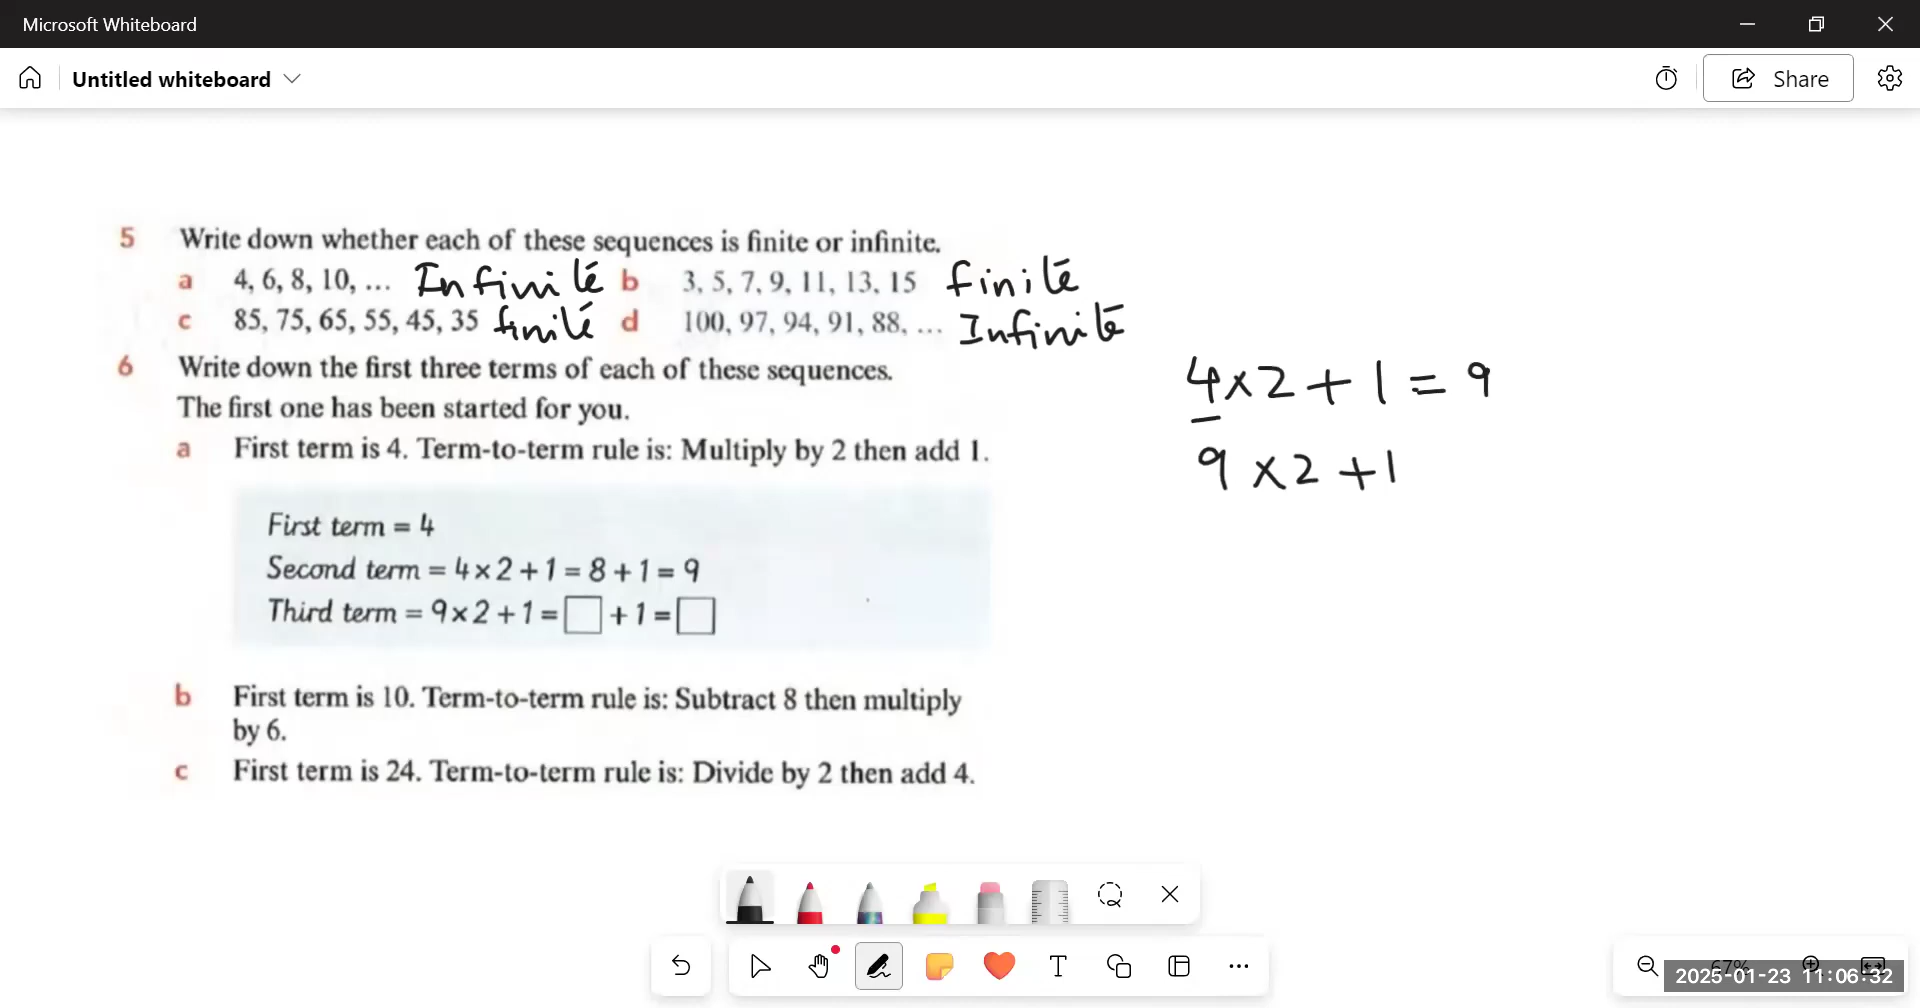 Microsoft Whiteboard
Untitled whiteboard
Share
5 Write down whether each of these sequences is finite or infinite.
a 4, 6, 8, 10, ... Infinite b 3, 5, 7, 9, 11, 13, 15 finite
c 85, 75, 65, 55, 45, 35 finite d 100, 97, 94, 91, 88, ... Infinite
6 Write down the first three terms of each of these sequences.
The first one has been started for you.
a First term is 4. Term-to-term rule is: Multiply by 2 then add 1.
First term = 4
Second term = 4 × 2 + 1 = 8 + 1 = 9
Third term = 9 × 2 + 1 = □ + 1 = □
b First term is 10. Term-to-term rule is: Subtract 8 then multiply
by 6.
c First term is 24. Term-to-term rule is: Divide by 2 then add 4.
4 × 2 + 1 = 9
9 × 2 + 1
67%
2025-01-23 11:06:32